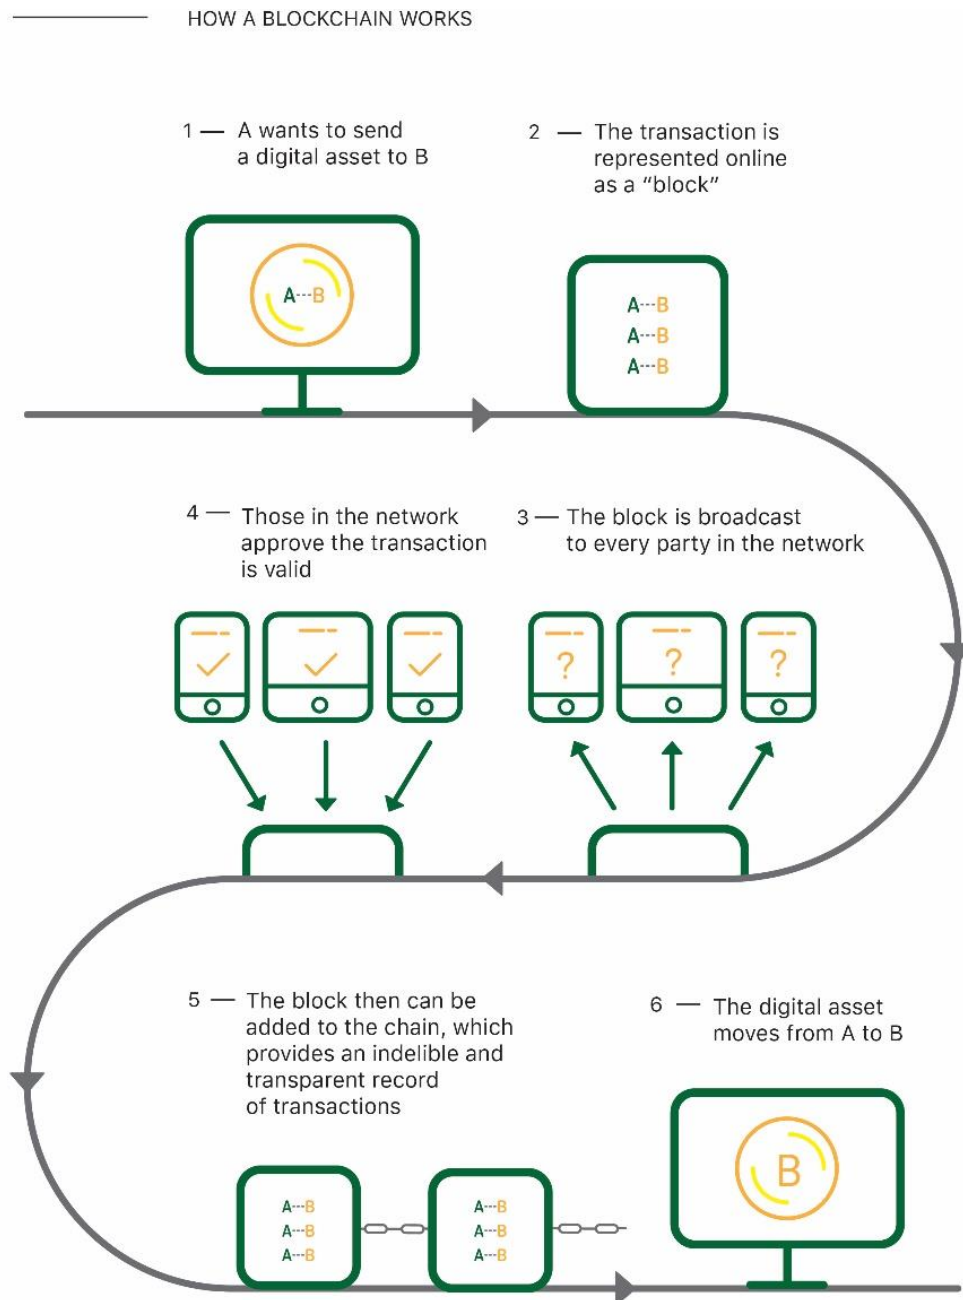 HOW A BLOCKCHAIN WORKS
1 — A wants to send
a digital asset to B
2 — The transaction is
represented online
as a “block”
A---B
A---B
A---B
A---B
3 — The block is broadcast
to every party in the network
?
?
?
4 — Those in the network
approve the transaction
is valid
5 — The block then can be
added to the chain, which
provides an indelible and
transparent record
of transactions
A---B
A---B
A---B
A---B
A---B
A---B
6 — The digital asset
moves from A to B
B